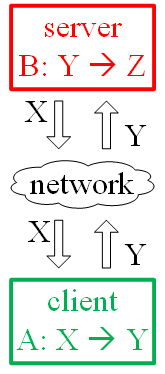 server
B: Y → Z
X
Y
network
X
Y
client
A: X → Y